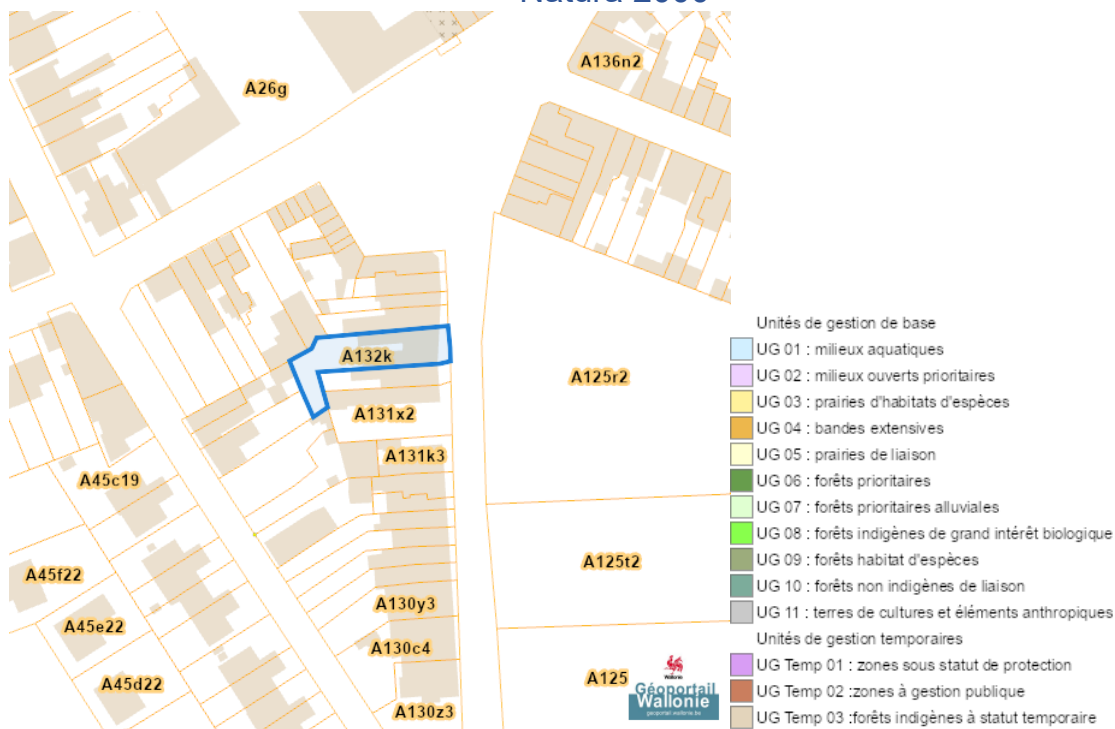 Natura 2000
A26g
A136n2
A132k
A125r2
A131x2
A131k3
A45c19
A125t2
A45f22
A130y3
A45e22
A130c4
A45d22
A125
A130z3
Wallonie
Géoportail
Wallonie
geoportail.wallonie.be
Unités de gestion de base
UG 01 : milieux aquatiques
UG 02 : milieux ouverts prioritaires
UG 03 : prairies d'habitats d'espèces
UG 04 : bandes extensives
UG 05 : prairies de liaison
UG 06 : forêts prioritaires
UG 07 : forêts prioritaires alluviales
UG 08 : forêts indigènes de grand intérêt biologique
UG 09 : forêts habitat d'espèces
UG 10 : forêts non indigènes de liaison
UG 11 : terres de cultures et éléments anthropiques
Unités de gestion temporaires
UG Temp 01 : zones sous statut de protection
UG Temp 02 :zones à gestion publique
UG Temp 03 :forêts indigènes à statut temporaire